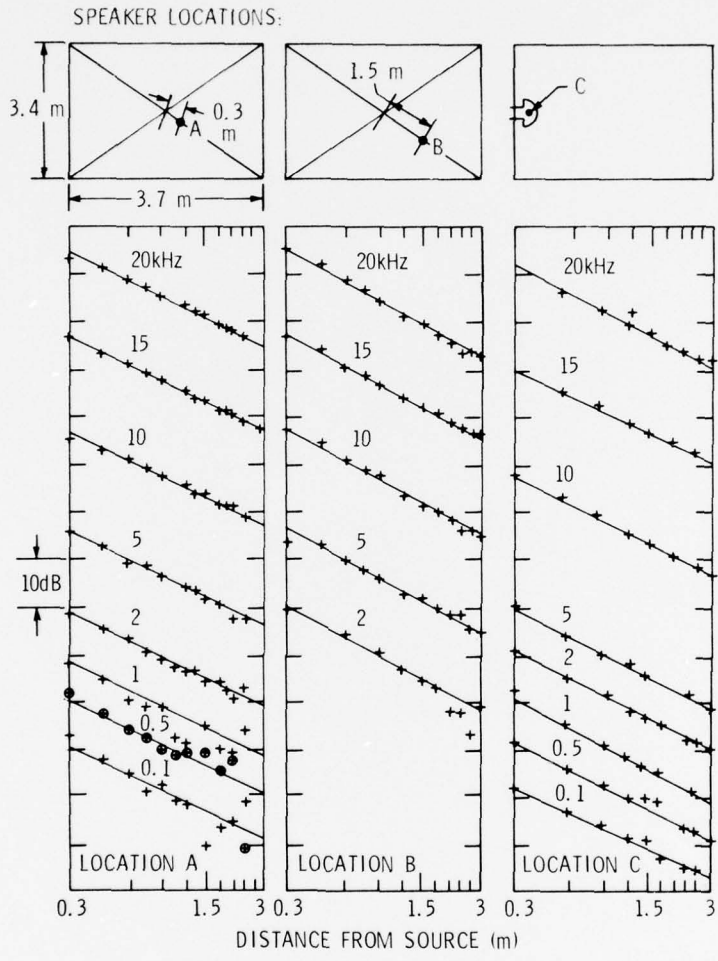 SPEAKER LOCATIONS:
3.4 m
0.3 m
A
3.7 m
1.5 m
B
C
20kHz
15
10
5
2
1
0.5
0.1
10dB
LOCATION A
20kHz
15
10
5
2
LOCATION B
20kHz
15
10
5
2
1
0.5
0.1
LOCATION C
0.3 1.5 3
0.3 1.5 3
0.3 1.5 3
DISTANCE FROM SOURCE (m)